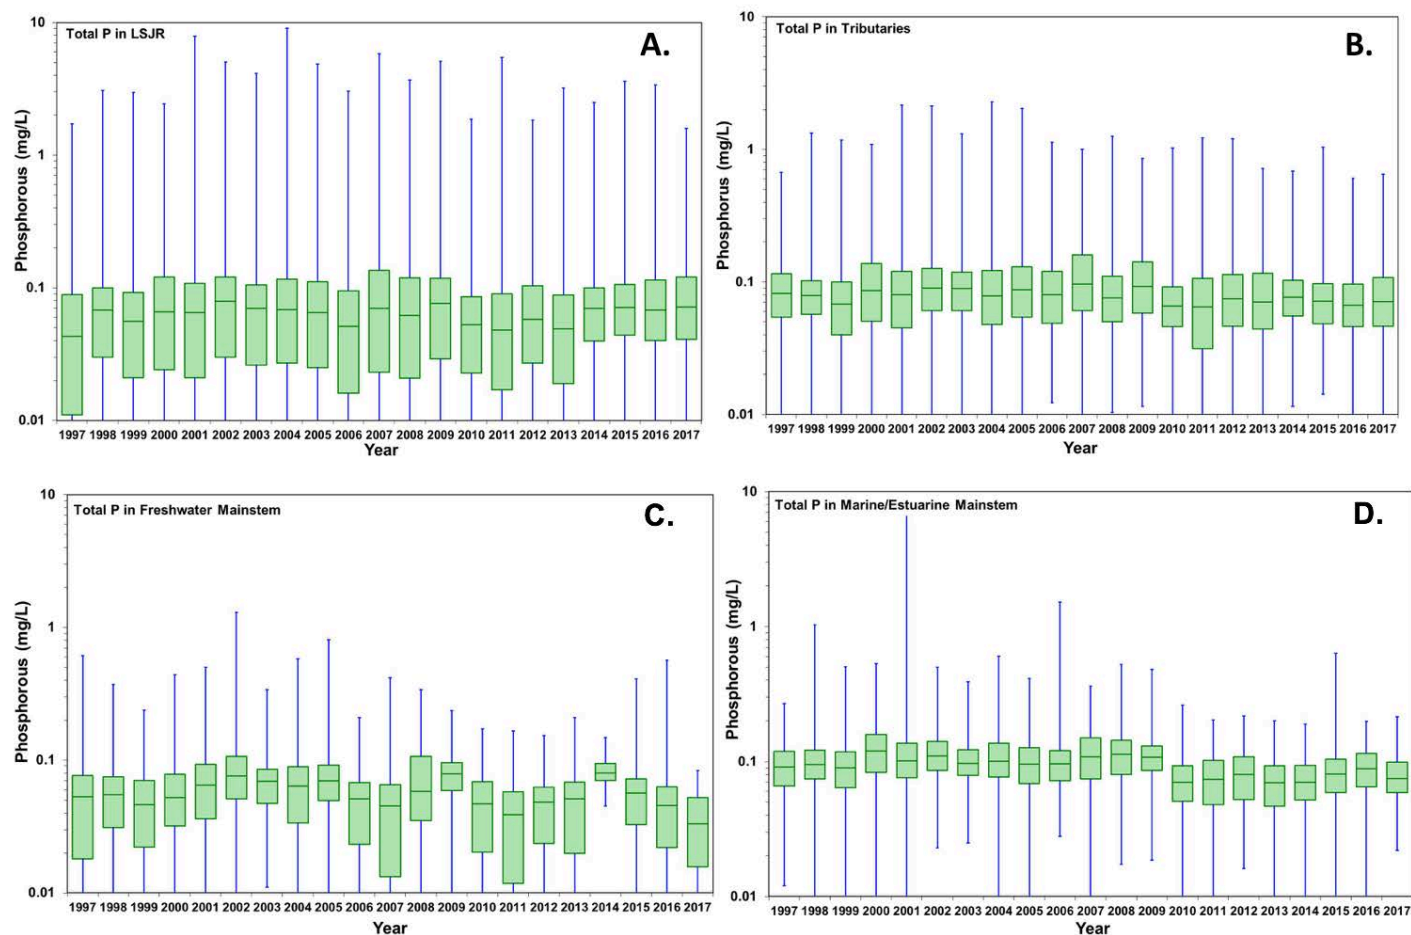 Total P in LSJR
A.
Phosphorus (mg/L)
10
1
0.1
0.01
1997 1998 1999 2000 2001 2002 2003 2004 2005 2006 2007 2008 2009 2010 2011 2012 2013 2014 2015 2016 2017
Year
Total P in Tributaries
B.
Phosphorus (mg/L)
10
1
0.1
0.01
1997 1998 1999 2000 2001 2002 2003 2004 2005 2006 2007 2008 2009 2010 2011 2012 2013 2014 2015 2016 2017
Year
Total P in Freshwater Mainstem
C.
Phosphorous (mg/L)
10
1
0.1
0.01
1997 1998 1999 2000 2001 2002 2003 2004 2005 2006 2007 2008 2009 2010 2011 2012 2013 2014 2015 2016 2017
Year
Total P in Marine/Estuarine Mainstem
D.
Phosphorous (mg/L)
10
1
0.1
0.01
1997 1998 1999 2000 2001 2002 2003 2004 2005 2006 2007 2008 2009 2010 2011 2012 2013 2014 2015 2016 2017
Year